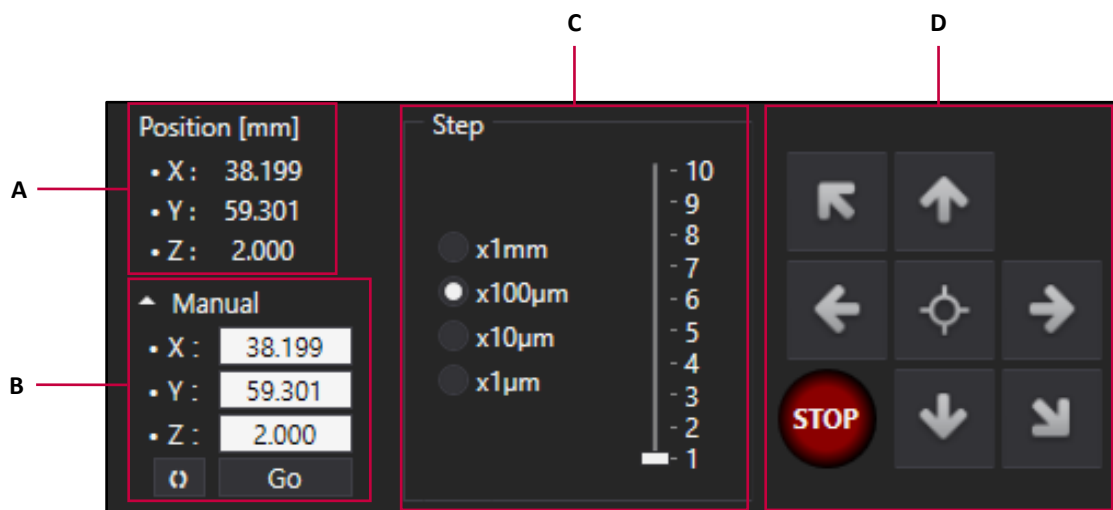 C
D
A
B
Position [mm]
• X : 38.199
• Y : 59.301
• Z : 2.000
Manual
• X : 38.199
• Y : 59.301
• Z : 2.000
Go
Step
x1mm
x100µm
x10µm
x1µm
- 10
- 9
- 8
- 7
- 6
- 5
- 4
- 3
- 2
- 1
STOP